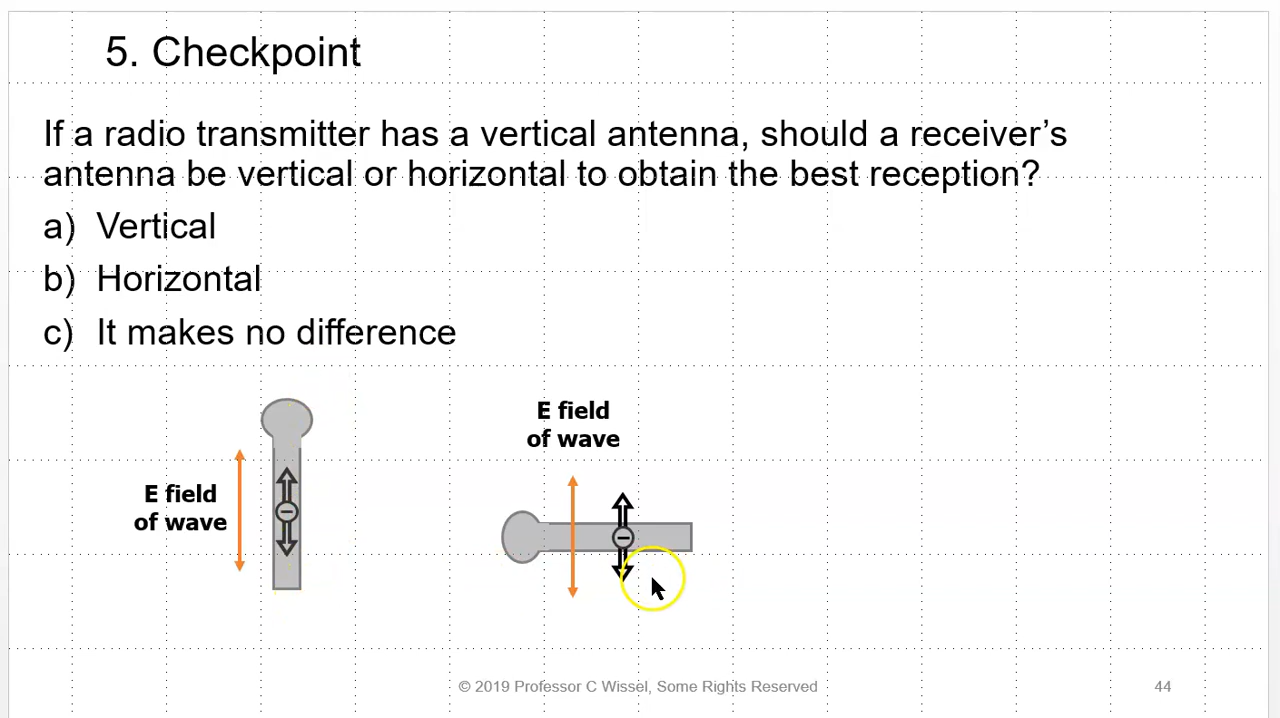 5. Checkpoint
If a radio transmitter has a vertical antenna, should a receiver’s
antenna be vertical or horizontal to obtain the best reception?
a) Vertical
b) Horizontal
c) It makes no difference
E field
of wave
E field
of wave
© 2019 Professor C Wissel, Some Rights Reserved
44